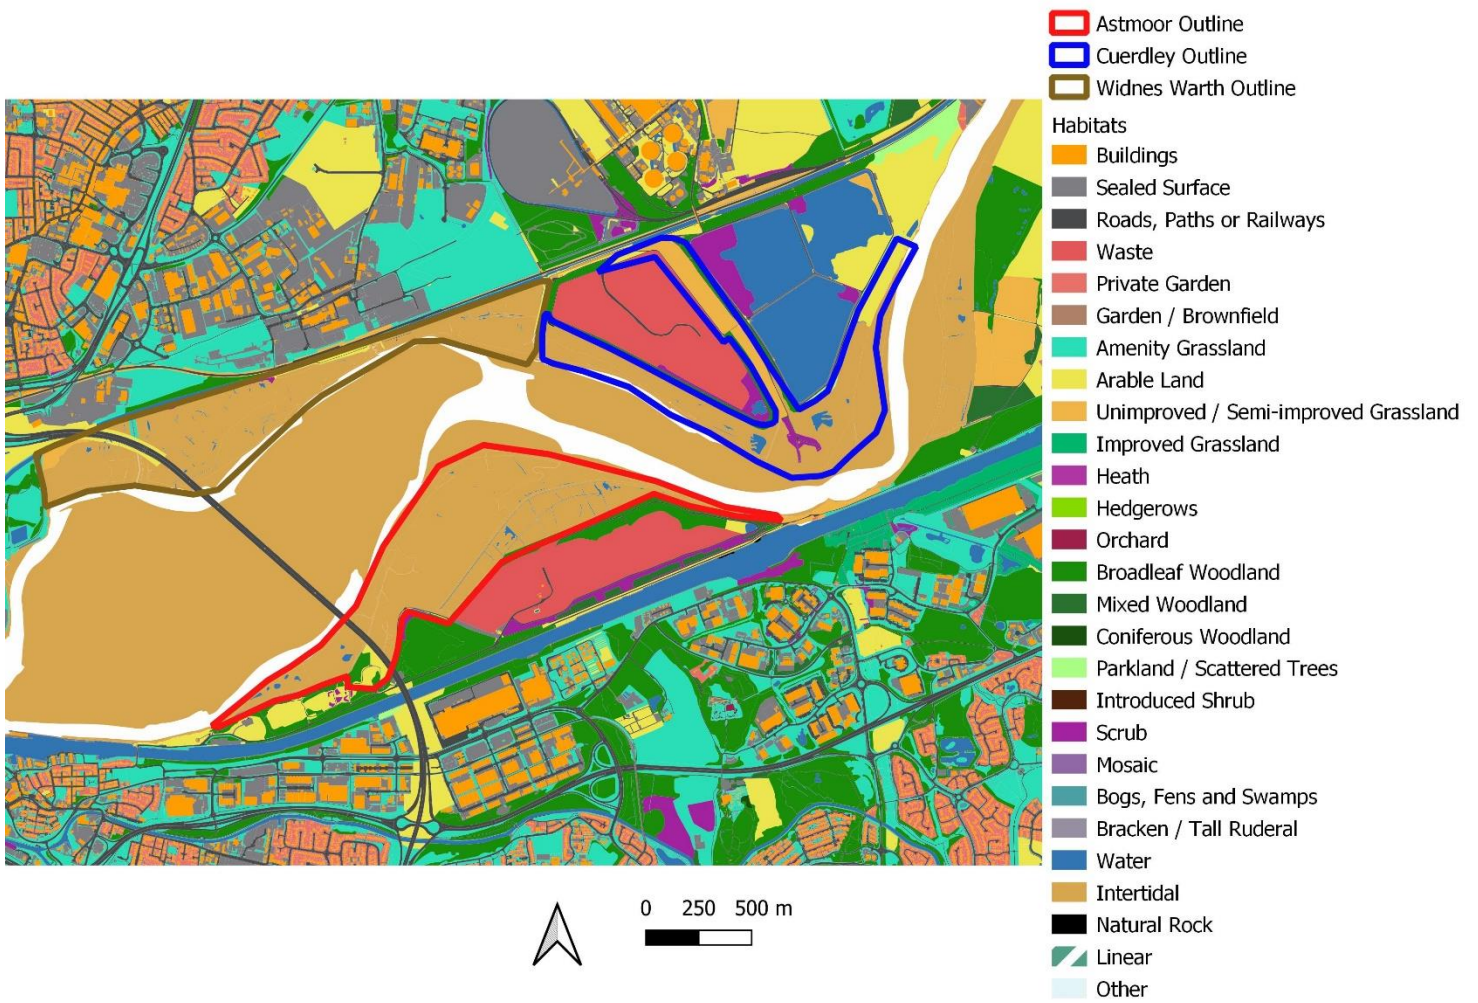 Astmoor Outline
Cuerdley Outline
Widnes Warth Outline
Habitats
Buildings
Sealed Surface
Roads, Paths or Railways
Waste
Private Garden
Garden / Brownfield
Amenity Grassland
Arable Land
Unimproved / Semi-improved Grassland
Improved Grassland
Heath
Hedgerows
Orchard
Broadleaf Woodland
Mixed Woodland
Coniferous Woodland
Parkland / Scattered Trees
Introduced Shrub
Scrub
Mosaic
Bogs, Fens and Swamps
Bracken / Tall Ruderal
Water
Intertidal
Natural Rock
Linear
Other
0 250 500 m